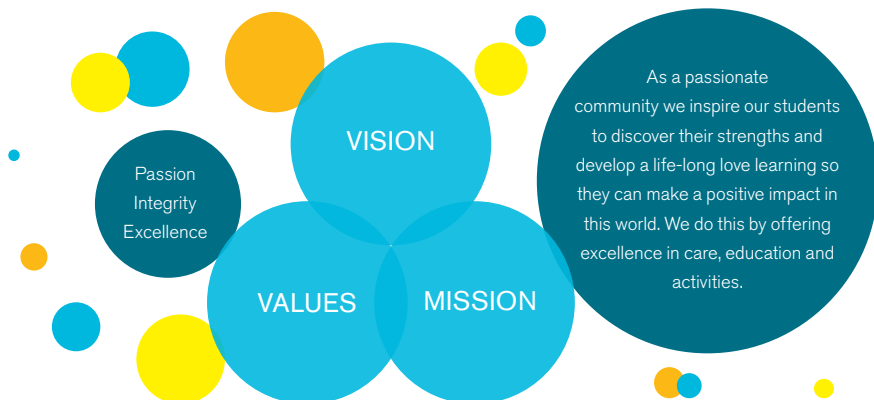 VISION
Passion
Integrity
Excellence
VALUES
MISSION
As a passionate
community we inspire our students
to discover their strengths and
develop a life-long love learning so
they can make a positive impact in
this world. We do this by offering
excellence in care, education and
activities.